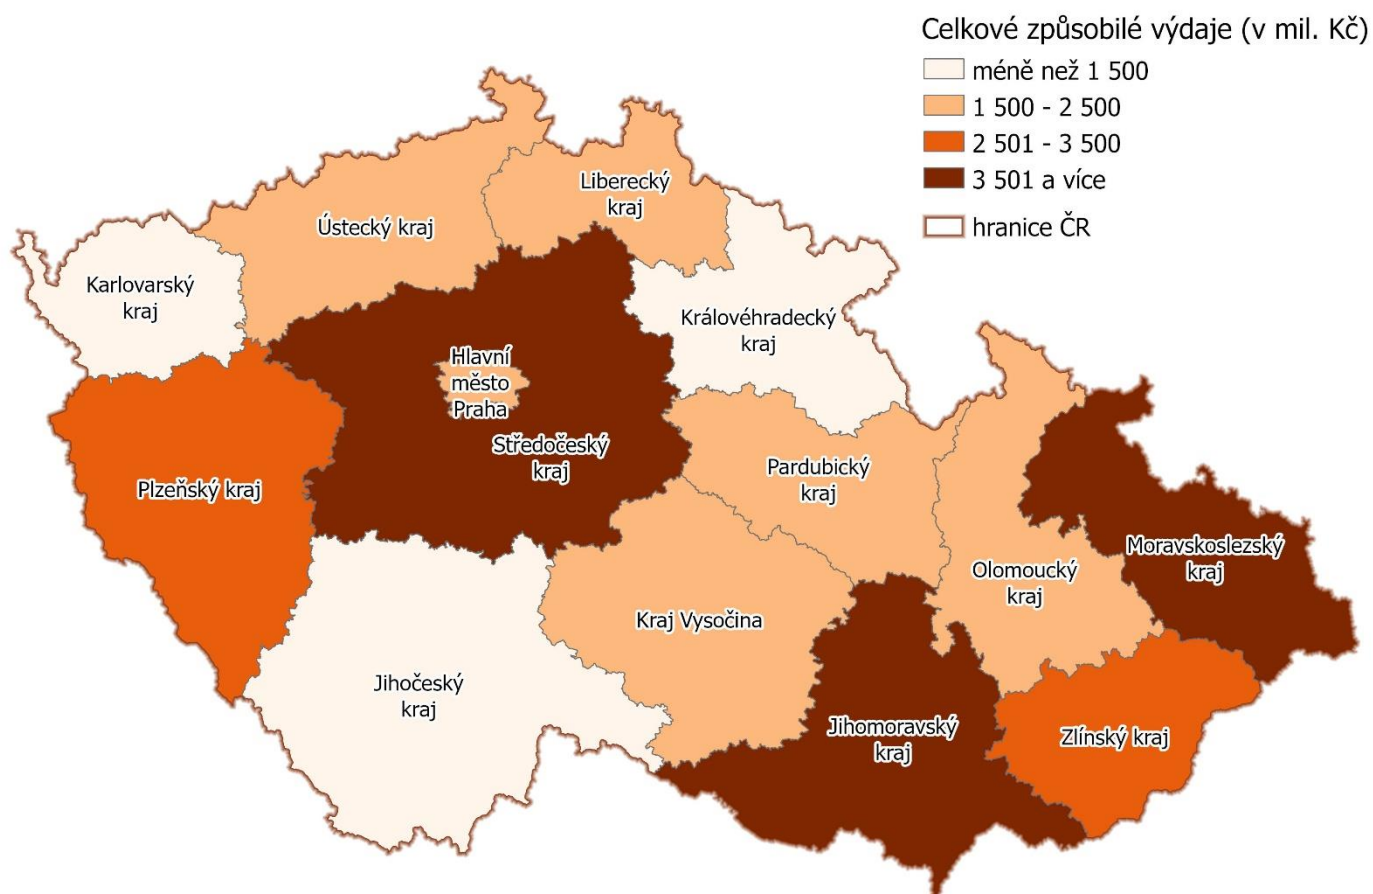 Celkové způsobilé výdaje (v mil. Kč)
méně než 1 500
1 500 - 2 500
2 501 - 3 500
3 501 a více
hranice ČR
Liberecký
kraj
Ústecký kraj
Karlovarský
kraj
Královéhradecký
kraj
Hlavní
město
Praha
Středočeský
kraj
Pardubický
kraj
Plzeňský kraj
Moravskoslezský
kraj
Olomoucký
kraj
Kraj Vysočina
Jihočeský
kraj
Jihomoravský
kraj
Zlínský kraj